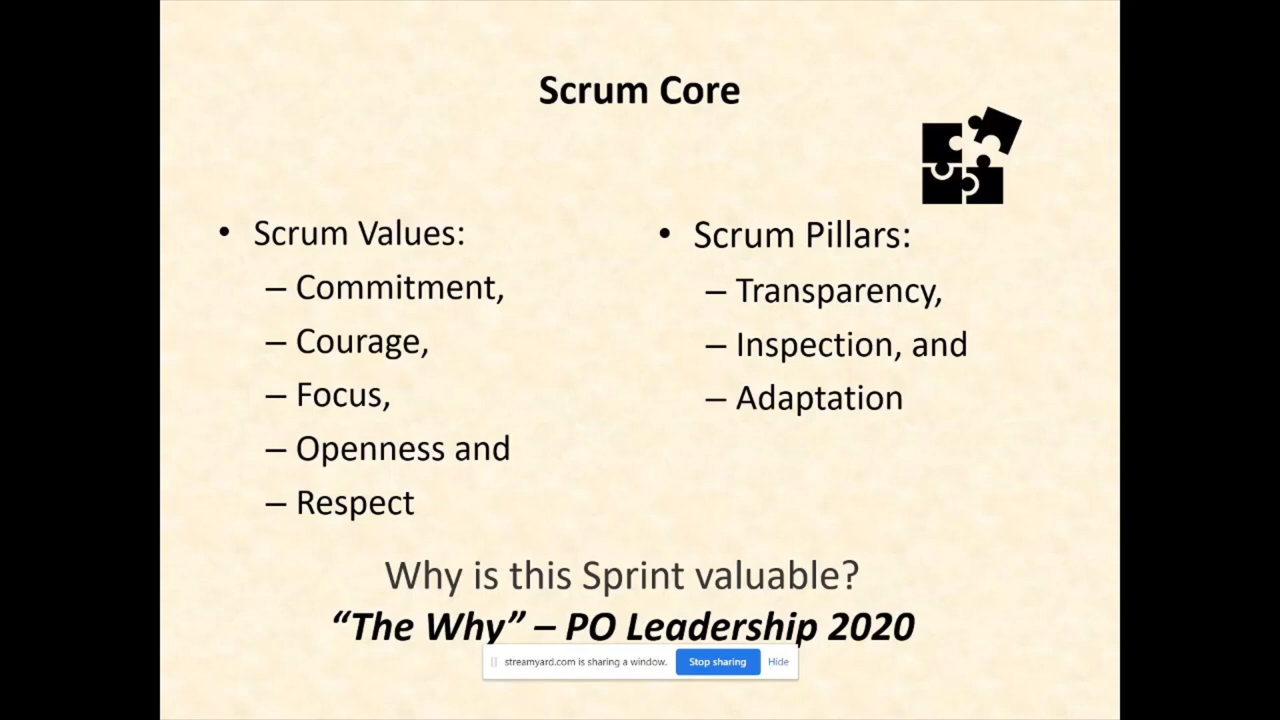 Scrum Core
• Scrum Values:
– Commitment,
– Courage,
– Focus,
– Openness and
– Respect
• Scrum Pillars:
– Transparency,
– Inspection, and
– Adaptation
Why is this Sprint valuable?
“The Why” – PO Leadership 2020
streamyard.com is sharing a window. Stop sharing Hide